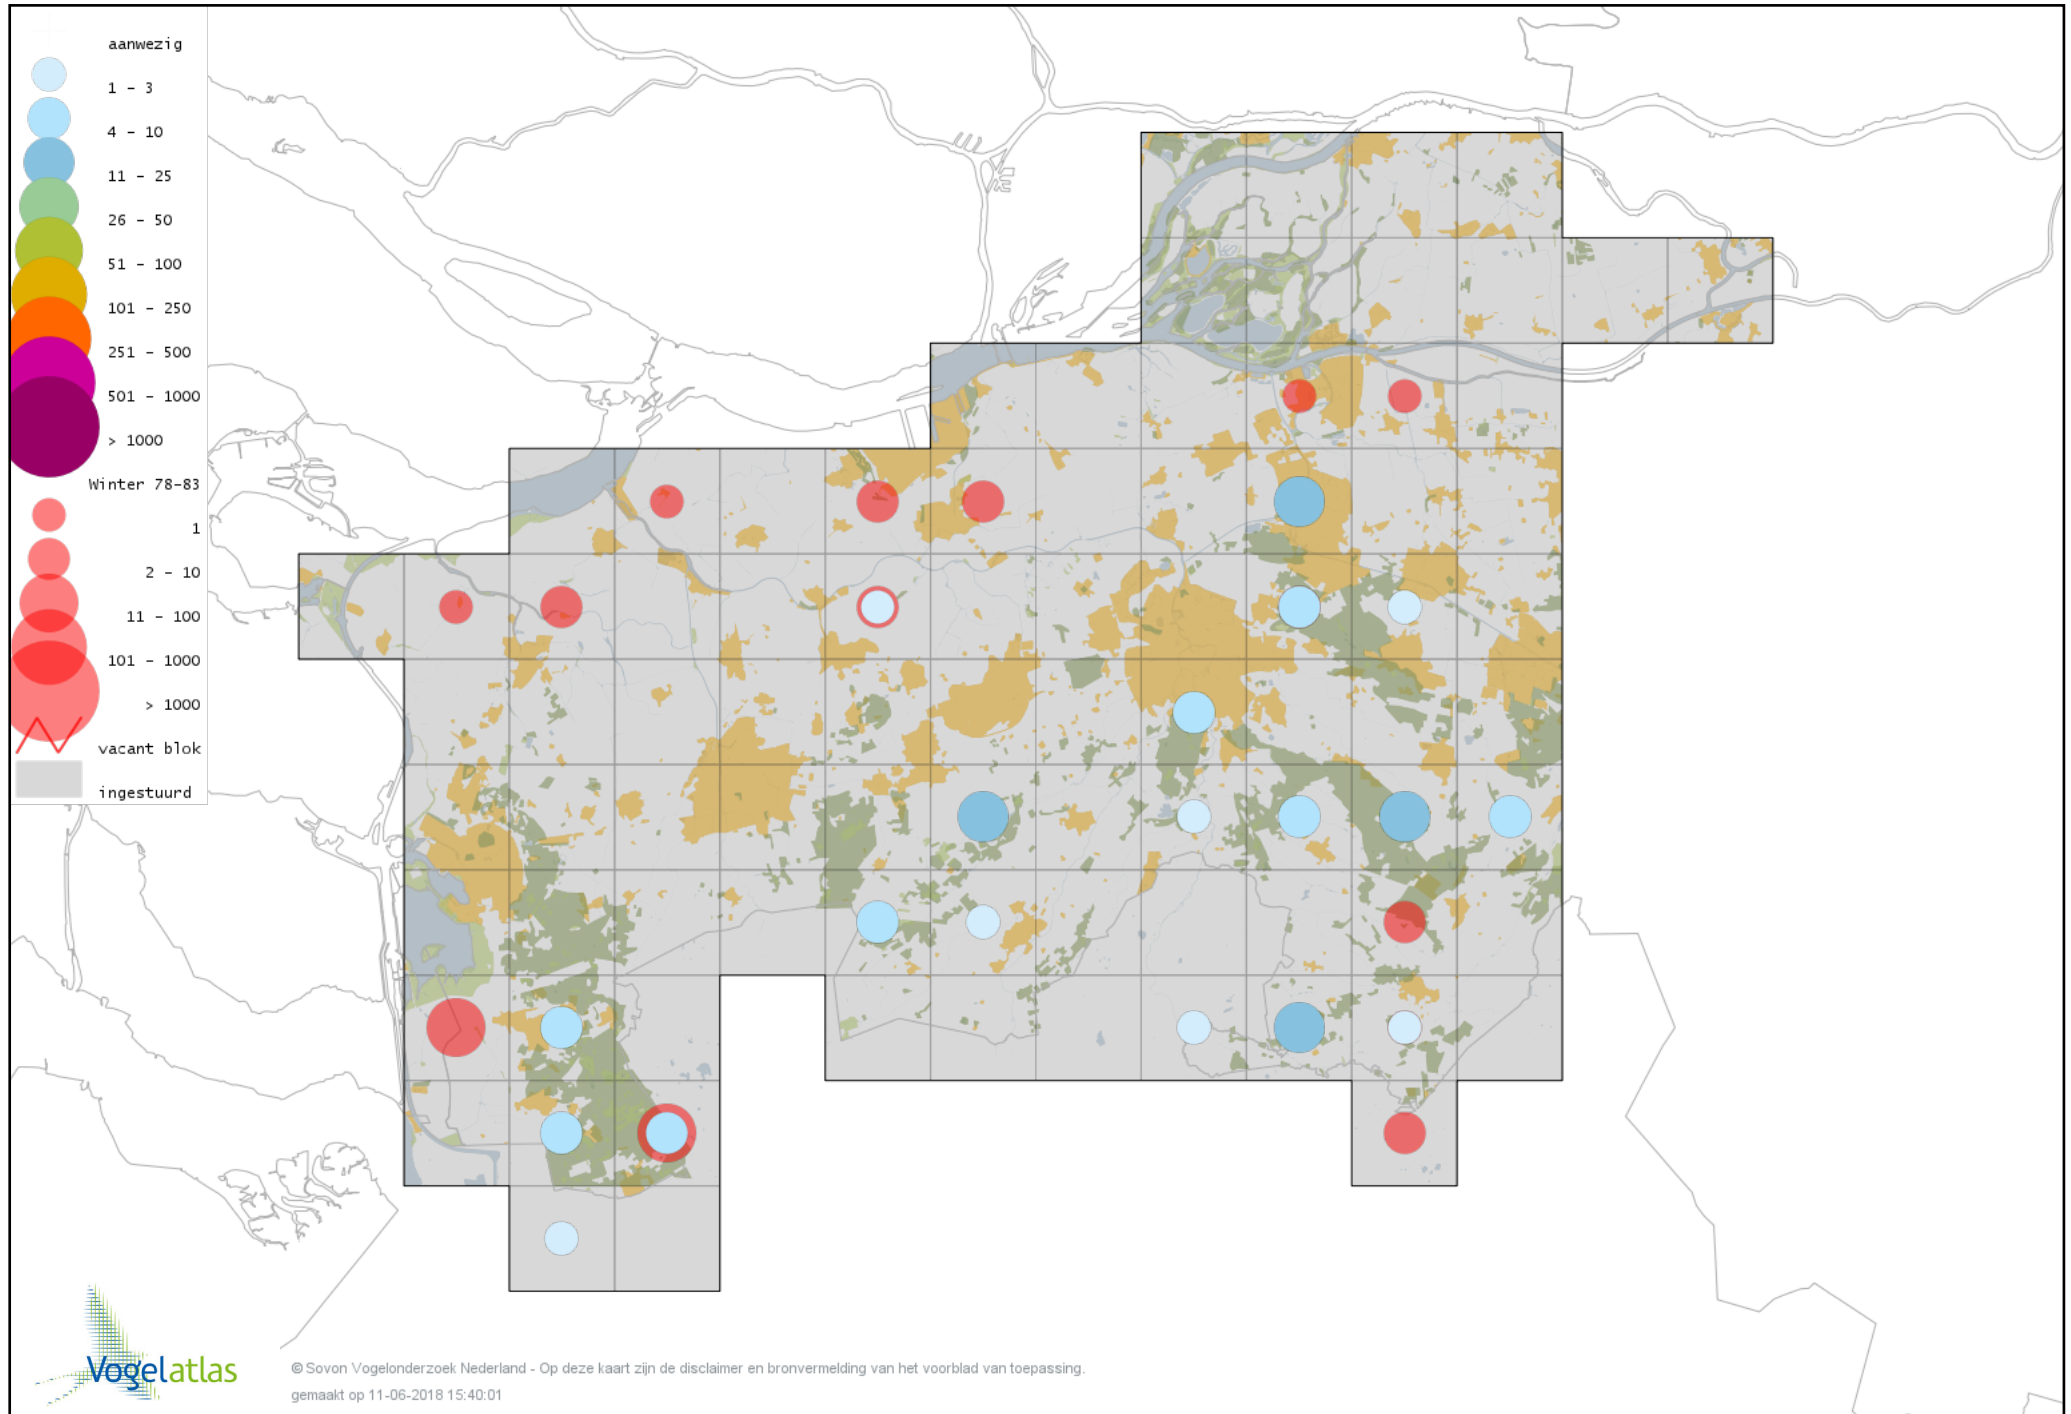 aanwezig
1 – 3
4 – 10
11 – 25
26 – 50
51 – 100
101 – 250
251 – 500
501 – 1000
> 1000
Winter 78-83
1
2 – 10
11 – 100
101 – 1000
> 1000
vacant blok
ingestuurd
Vogelatlas
© Sovon Vogelonderzoek Nederland - Op deze kaart zijn de disclaimer en bronvermelding van het voorblad van toepassing.
gemaakt op 11-06-2018 15:40:01